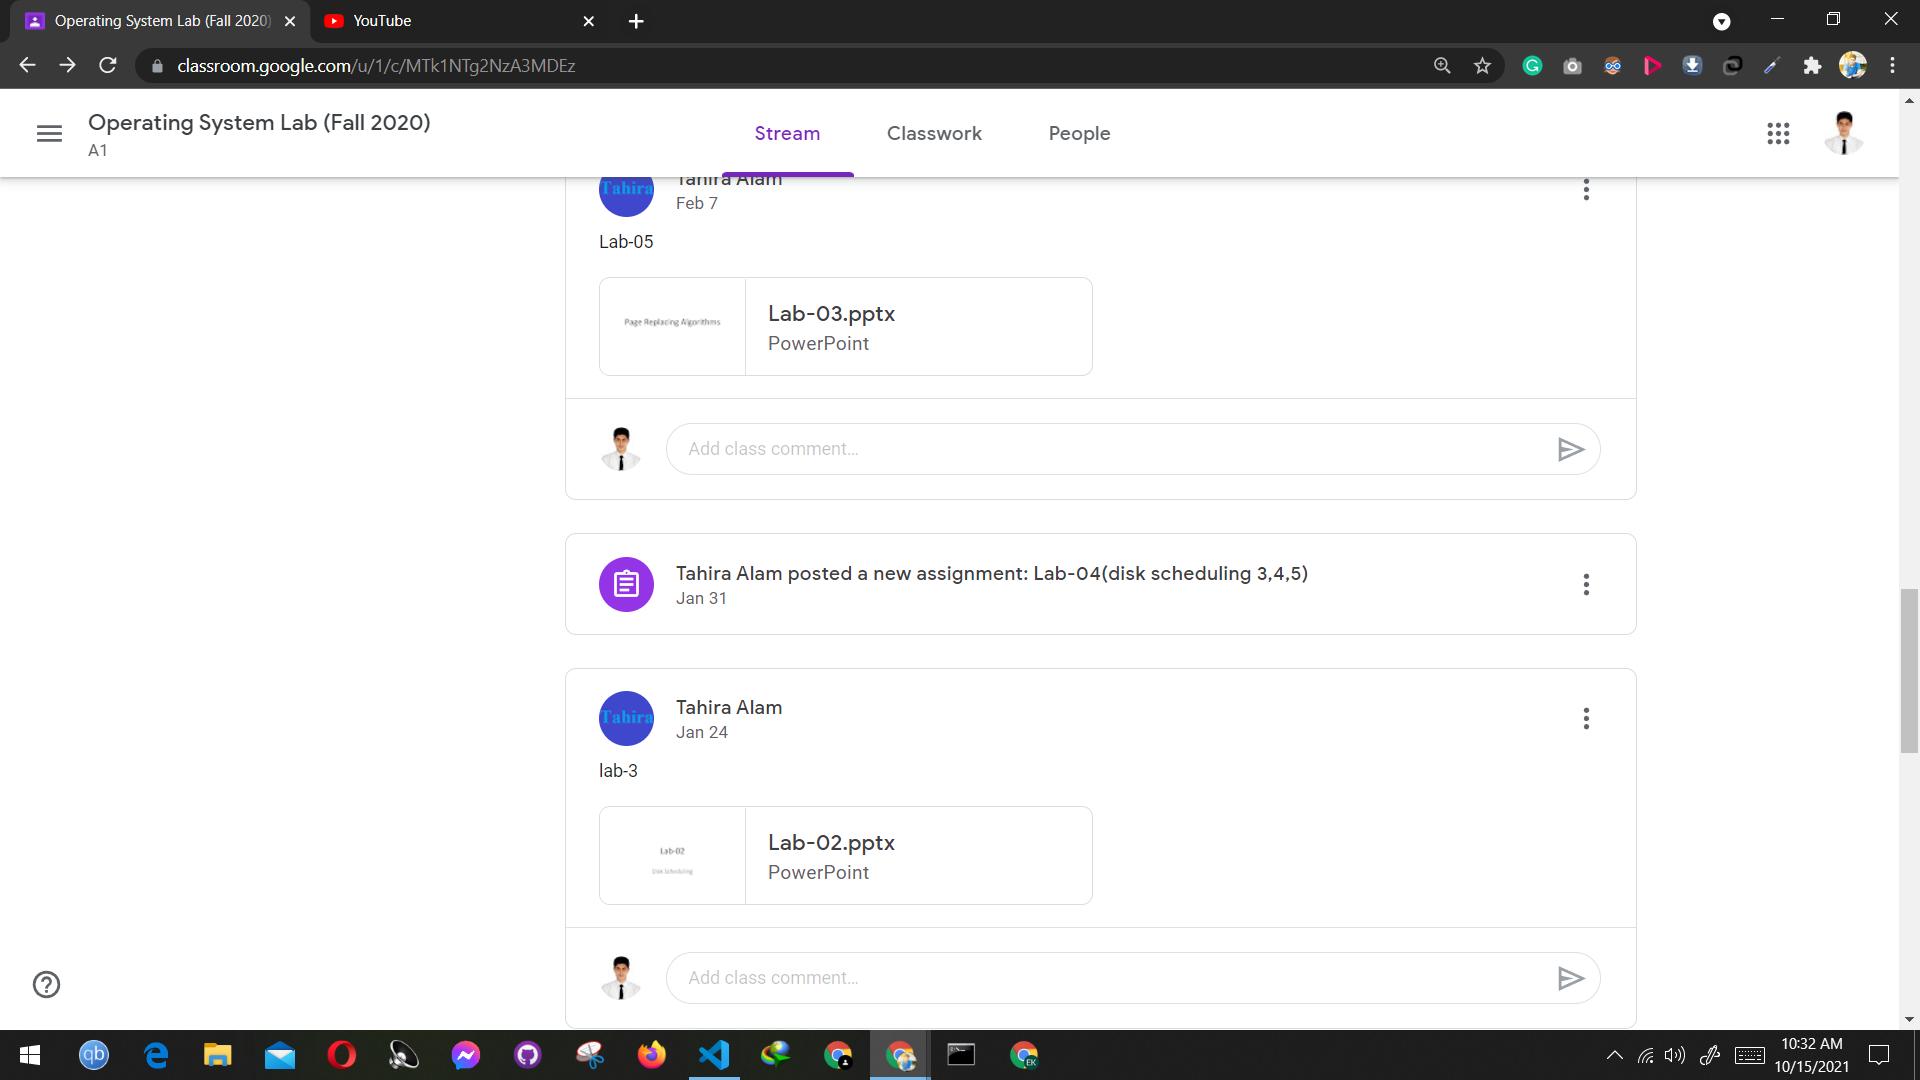 Operating System Lab (Fall 2020)
YouTube
classroom.google.com/u/1/c/MTk1NTg2NzA3MDEz
Operating System Lab (Fall 2020)
A1
Stream
Classwork
People
Tahira
Tahira Alam
Feb 7
Lab-05
Page Replacing Algorithms
Lab-03.pptx
PowerPoint
Add class comment...
Tahira Alam posted a new assignment: Lab-04(disk scheduling 3,4,5)
Jan 31
Tahira
Tahira Alam
Jan 24
lab-3
Lab-02
Disk Scheduling
Lab-02.pptx
PowerPoint
Add class comment...
qb
EK
10:32 AM
10/15/2021